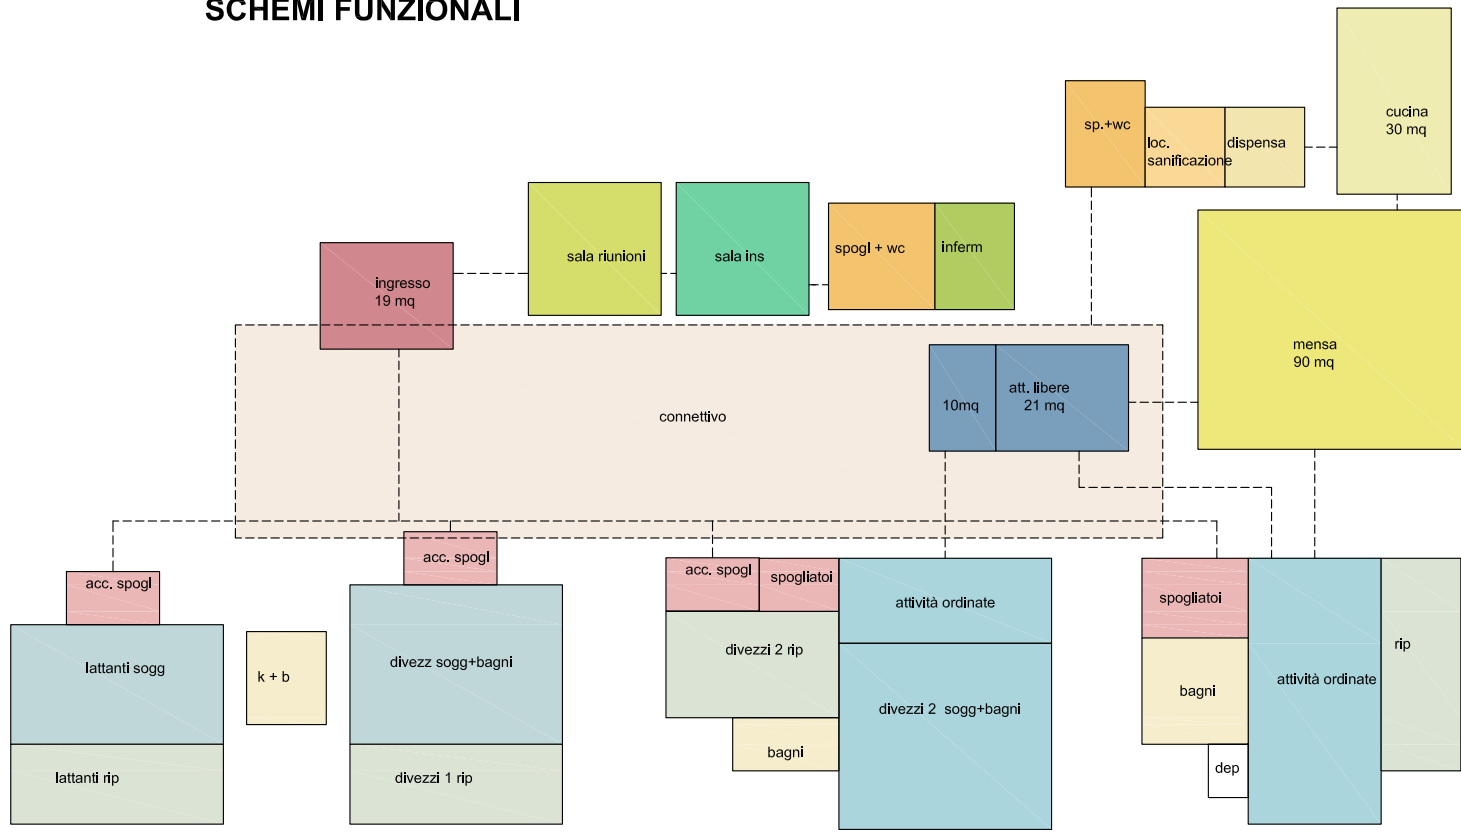 SCHEMI FUNZIONALI
cucina
30 mq
sp.+wc
loc.
sanificazione
dispensa
sala riunioni
sala ins
spogl + wc
inferm
ingresso
19 mq
mensa
90 mq
att. libere
10mq
21 mq
connettivo
acc. spogl
acc. spogl
acc. spogl
spogliatoi
attività ordinate
spogliatoi
lattanti sogg
k + b
divezz sogg+bagni
divezzi 2 rip
rip
divezzi 2 sogg+bagni
bagni
attività ordinate
bagni
dep
lattanti rip
divezzi 1 rip